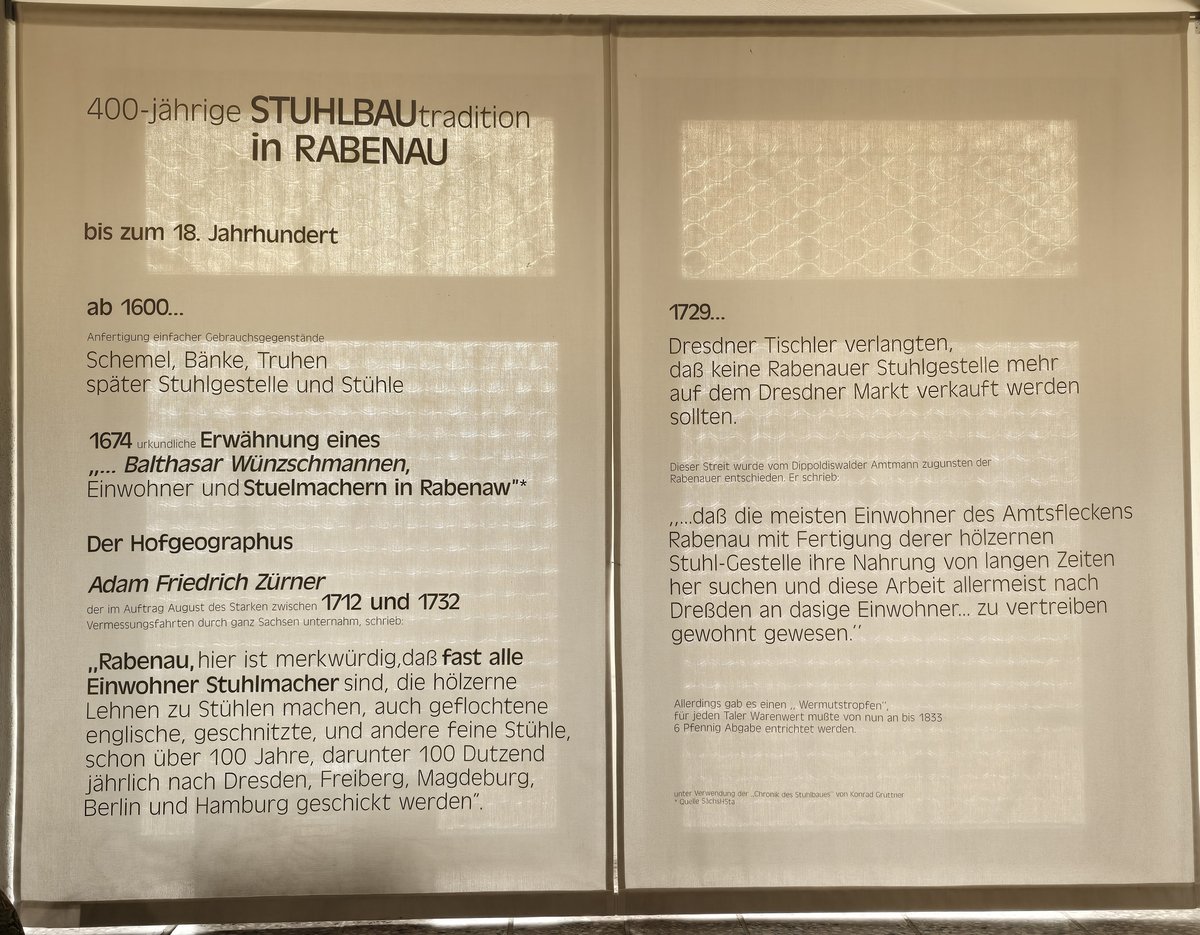 400-jährige STUHLBAUtradition
in RABENAU
bis zum 18. Jahrhundert
ab 1600...
Anfertigung einfacher Gebrauchsgegenstände
Schemel, Bänke, Truhen
später Stuhlgestelle und Stühle
1674 urkundliche Erwähnung eines
„... Balthasar Wünzschmannen,
Einwohner und Stuelmachern in Rabenaw"*
Der Hofgeographus
Adam Friedrich Zürner
der im Auftrag August des Starken zwischen 1712 und 1732
Vermessungsfahrten durch ganz Sachsen unternahm, schrieb:
„Rabenau, hier ist merkwürdig,daß fast alle
Einwohner Stuhlmacher sind, die hölzerne
Lehnen zu Stühlen machen, auch geflochtene
englische, geschnitzte, und andere feine Stühle,
schon über 100 Jahre, darunter 100 Dutzend
jährlich nach Dresden, Freiberg, Magdeburg,
Berlin und Hamburg geschickt werden".
1729...
Dresdner Tischler verlangten,
daß keine Rabenauer Stuhlgestelle mehr
auf dem Dresdner Markt verkauft werden
sollten.
Dieser Streit wurde vom Dippoldiswalder Amtmann zugunsten der
Rabenauer entschieden. Er schrieb:
,,...daß die meisten Einwohner des Amtsfleckens
Rabenau mit Fertigung derer hölzernen
Stuhl-Gestelle ihre Nahrung von langen Zeiten
her suchen und diese Arbeit allermeist nach
Dreßden an dasige Einwohner... zu vertreiben
gewohnt gewesen.''
Allerdings gab es einen ,, Wermutstropfen'',
für jeden Taler Warenwert mußte von nun an bis 1833
6 Pfennig Abgabe entrichtet werden.
unter Verwendung der ,,Chronik des Stuhlbaues'' von Konrad Grüttner
* Quelle SächsHSta